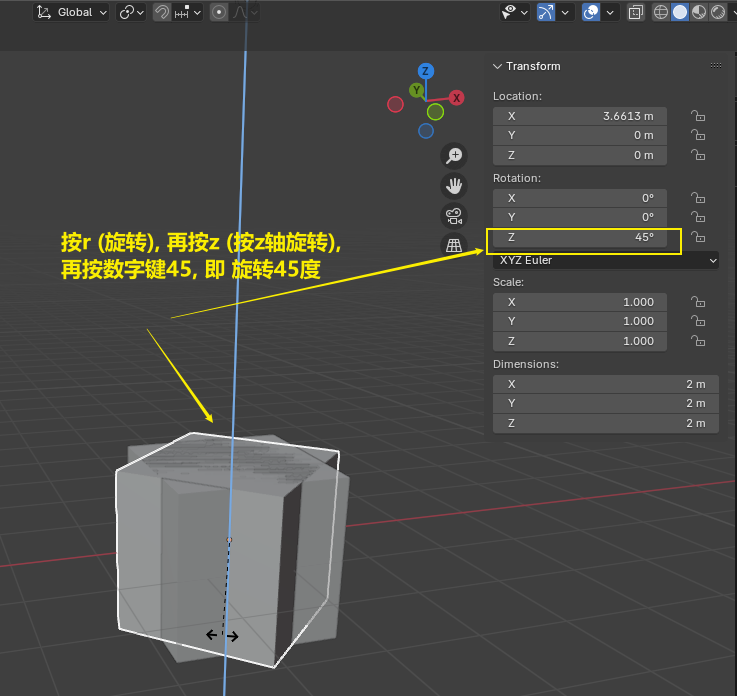 Global
Transform
Location:
X 3.6613 m
Y 0 m
Z 0 m
Rotation:
X 0°
Y 0°
Z 45°
XYZ Euler
Scale:
X 1.000
Y 1.000
Z 1.000
Dimensions:
X 2 m
Y 2 m
Z 2 m
Z
Y
X
按r (旋转), 再按z (按z轴旋转),
再按数字键45, 即 旋转45度